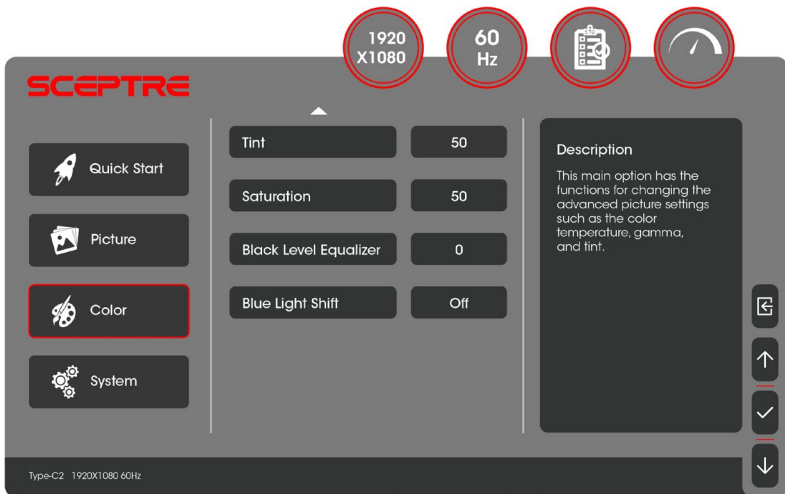 1920
X1080
60
Hz
SCEPTRE
Quick Start
Picture
Color
System
Tint 50
Saturation 50
Black Level Equalizer 0
Blue Light Shift Off
Description
This main option has the
functions for changing the
advanced picture settings
such as the color
temperature, gamma,
and tint.
Type-C2 1920X1080 60Hz